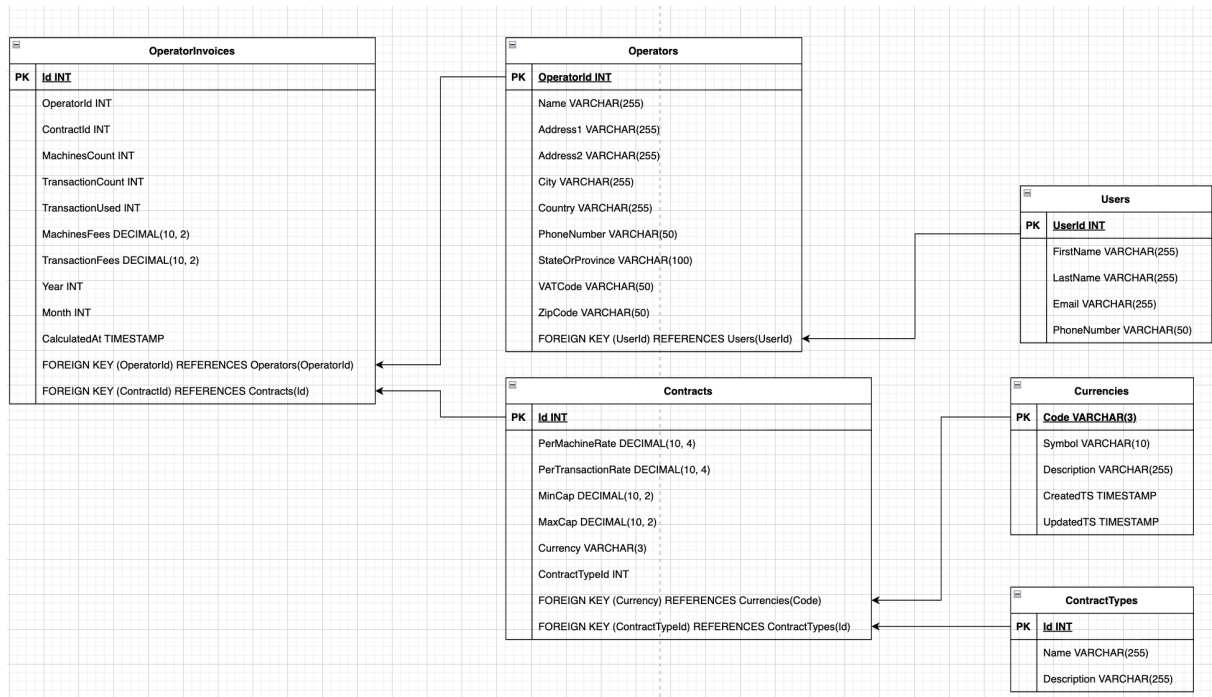 OperatorInvoices
PK Id INT
OperatorId INT
ContractId INT
MachinesCount INT
TransactionCount INT
TransactionUsed INT
MachinesFees DECIMAL(10, 2)
TransactionFees DECIMAL(10, 2)
Year INT
Month INT
CalculatedAt TIMESTAMP
FOREIGN KEY (OperatorId) REFERENCES Operators(OperatorId)
FOREIGN KEY (ContractId) REFERENCES Contracts(Id)
Operators
PK OperatorId INT
Name VARCHAR(255)
Address1 VARCHAR(255)
Address2 VARCHAR(255)
City VARCHAR(255)
Country VARCHAR(255)
PhoneNumber VARCHAR(50)
StateOrProvince VARCHAR(100)
VATCode VARCHAR(50)
ZipCode VARCHAR(50)
FOREIGN KEY (UserId) REFERENCES Users(UserId)
Users
PK UserId INT
FirstName VARCHAR(255)
LastName VARCHAR(255)
Email VARCHAR(255)
PhoneNumber VARCHAR(50)
Contracts
PK Id INT
PerMachineRate DECIMAL(10, 4)
PerTransactionRate DECIMAL(10, 4)
MinCap DECIMAL(10, 2)
MaxCap DECIMAL(10, 2)
Currency VARCHAR(3)
ContractTypeId INT
FOREIGN KEY (Currency) REFERENCES Currencies(Code)
FOREIGN KEY (ContractTypeId) REFERENCES ContractTypes(Id)
Currencies
PK Code VARCHAR(3)
Symbol VARCHAR(10)
Description VARCHAR(255)
CreatedTS TIMESTAMP
UpdatedTS TIMESTAMP
ContractTypes
PK Id INT
Name VARCHAR(255)
Description VARCHAR(255)